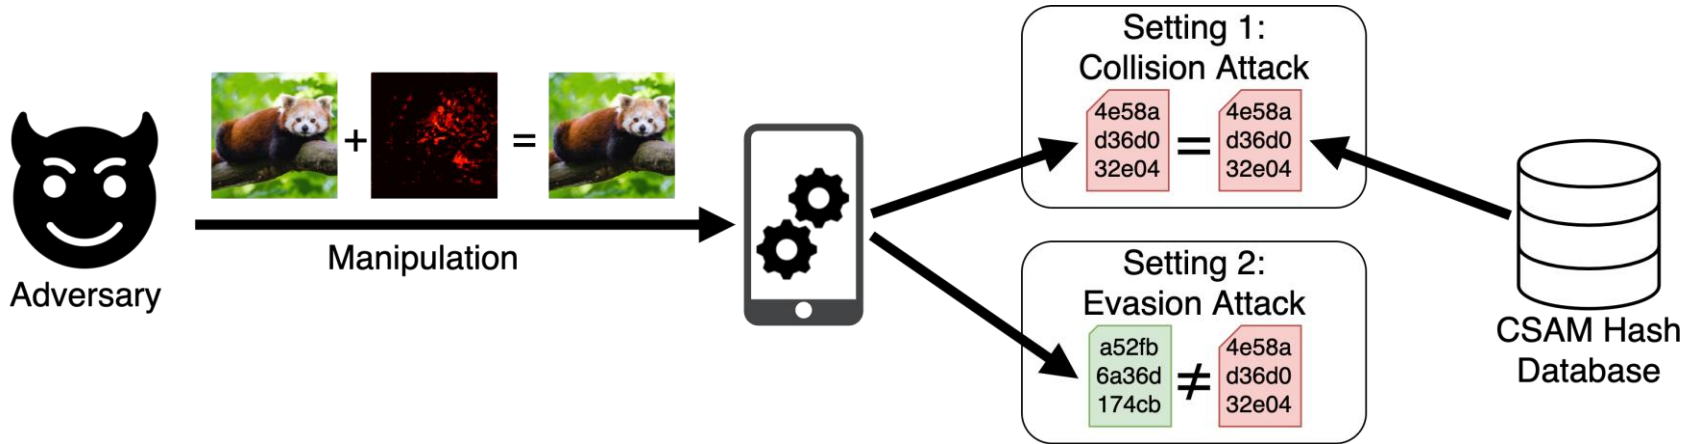 Adversary
+
=
Manipulation
Setting 1:
Collision Attack
4e58a
d36d0
32e04
=
4e58a
d36d0
32e04
Setting 2:
Evasion Attack
a52fb
6a36d
174cb
≠
4e58a
d36d0
32e04
CSAM Hash
Database